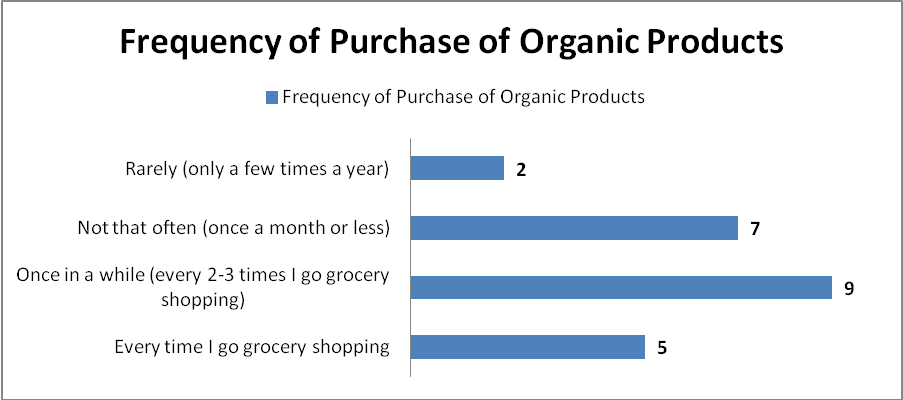 Frequency of Purchase of Organic Products
Frequency of Purchase of Organic Products
Rarely (only a few times a year)
2
Not that often (once a month or less)
7
Once in a while (every 2-3 times I go grocery
shopping)
9
Every time I go grocery shopping
5